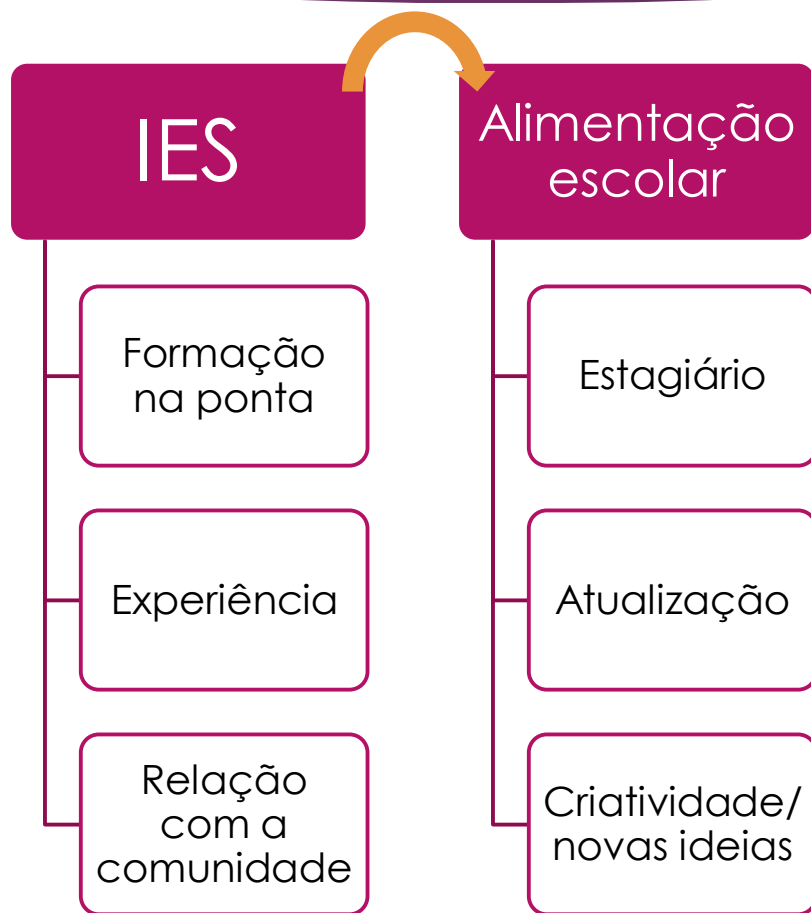 IES
Formação
na ponta
Experiência
Relação
com a
comunidade
Alimentação
escolar
Estagiário
Atualização
Criatividade/
novas ideias